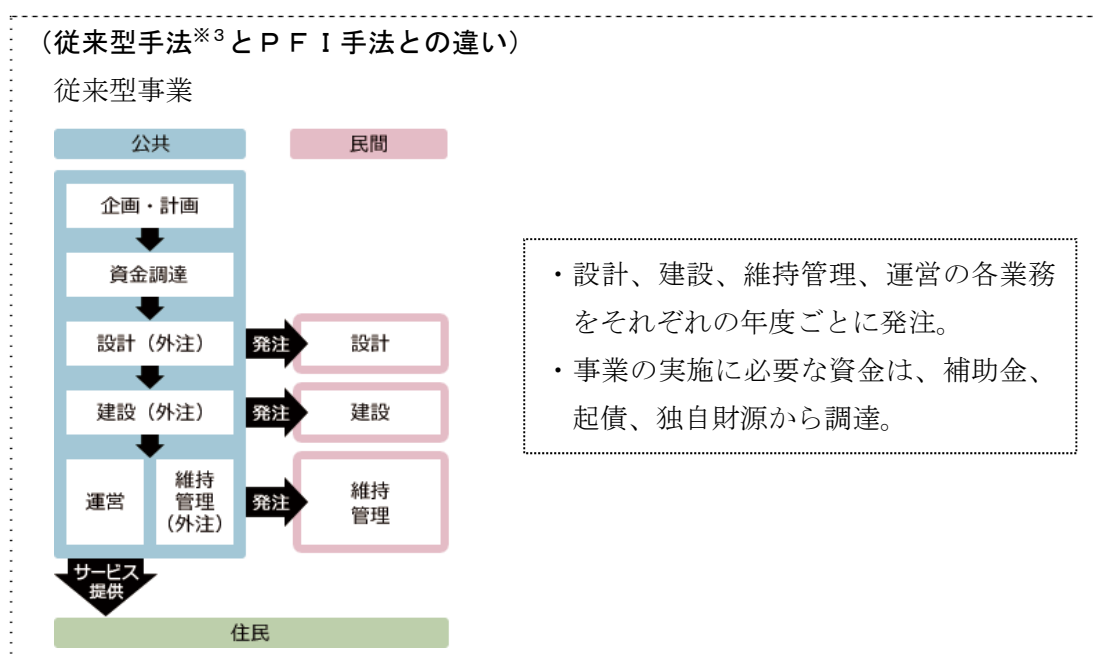 （従来型手法※3とＰＦＩ手法との違い）
従来型事業
公共
民間
企画・計画
資金調達
設計（外注）
発注
設計
建設（外注）
発注
建設
運営
維持
管理
（外注）
発注
維持
管理
サービス
提供
住民
・設計、建設、維持管理、運営の各業務
をそれぞれの年度ごとに発注。
・事業の実施に必要な資金は、補助金、
起債、独自財源から調達。